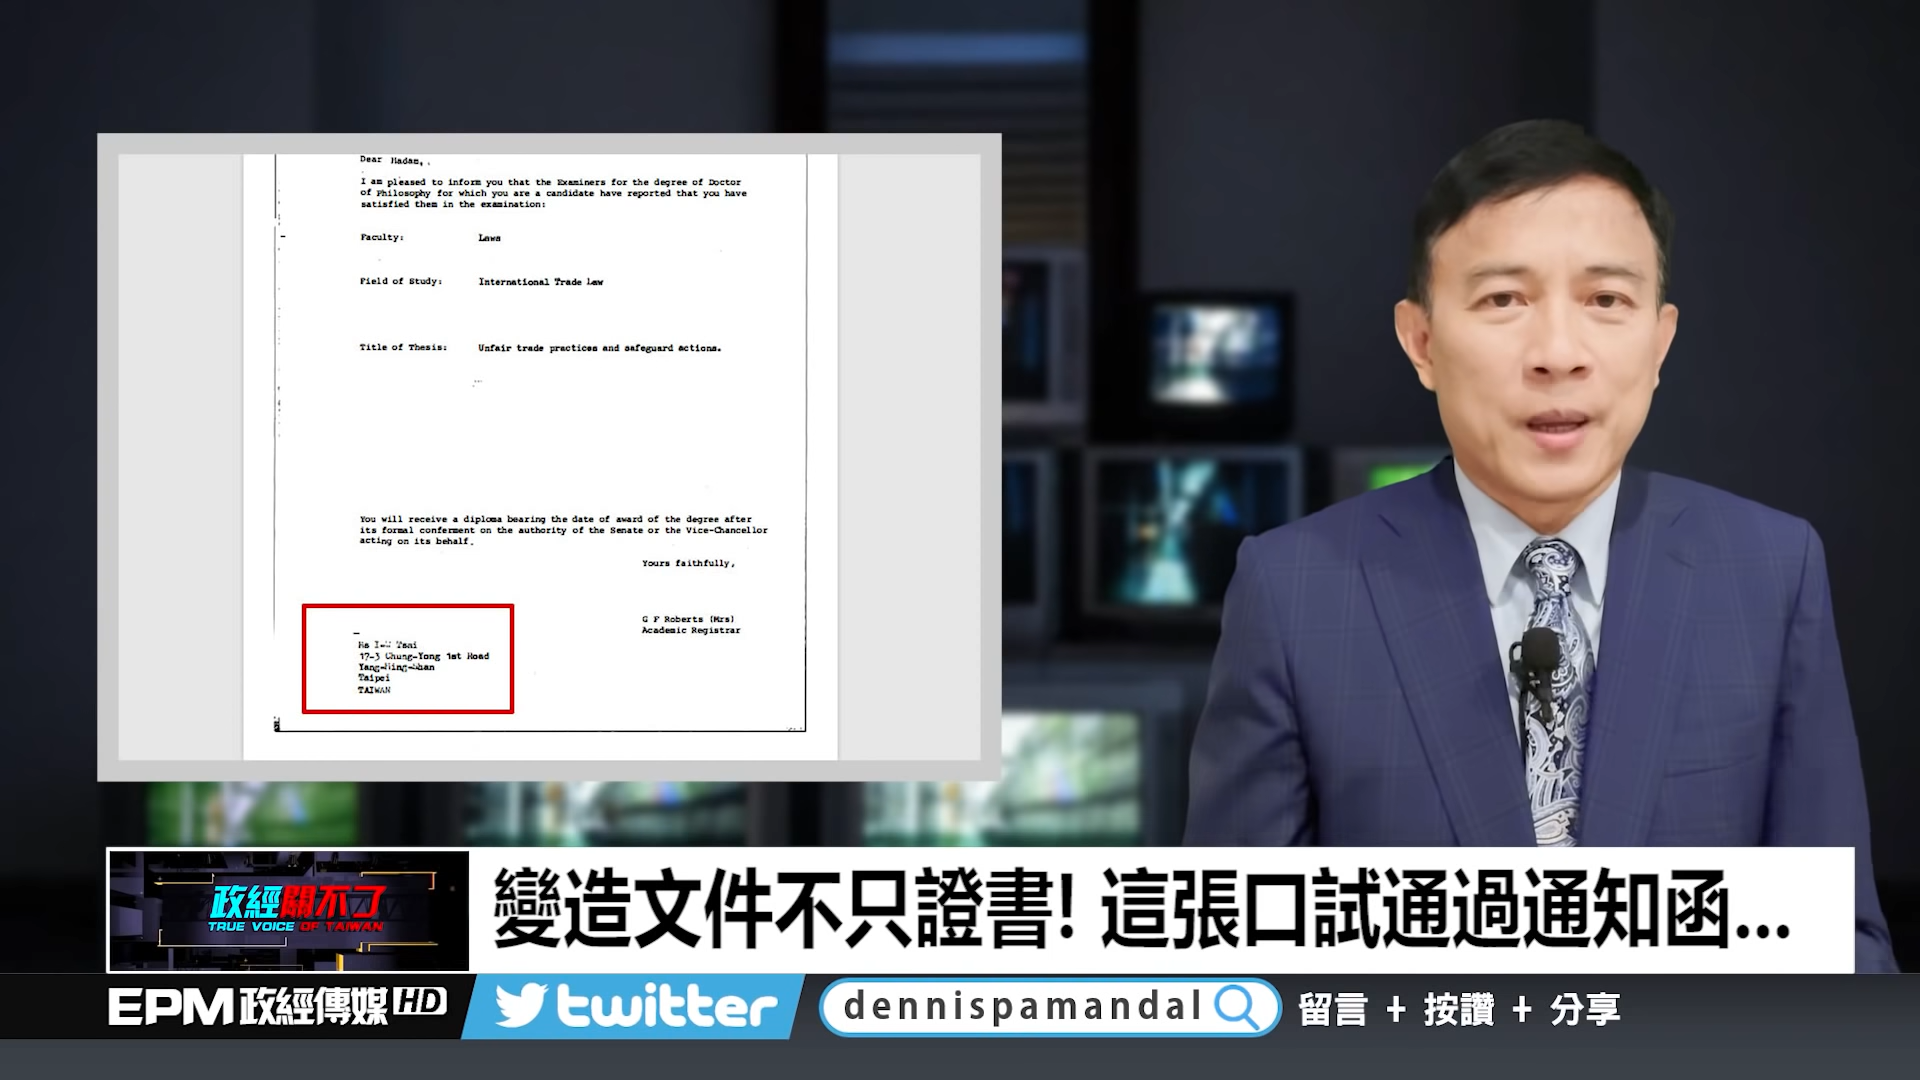 Dear Madam,
I am pleased to inform you that the Examiners for the degree of Doctor
of Philosophy for which you are a candidate have reported that you have
satisfied them in the examination:
Faculty: Laws
Field of Study: International Trade Law
Title of Thesis: Unfair trade practices and safeguard actions.
You will receive a diploma bearing the date of award of the degree after
its formal conferment on the authority of the Senate or the Vice-Chancellor
acting on its behalf.
Yours faithfully,
G F Roberts (Mrs)
Academic Registrar
Ms I-W Tsai
17-3 Chung-Yong 1st Road
Yang-Ming-Shan
Taipei
TAIWAN
政經關不了
TRUE VOICE OF TAIWAN
變造文件不只證書! 這張口試通過通知函...
EPM政經傳媒HD
twitter
dennispamandal
留言 + 按讚 + 分享